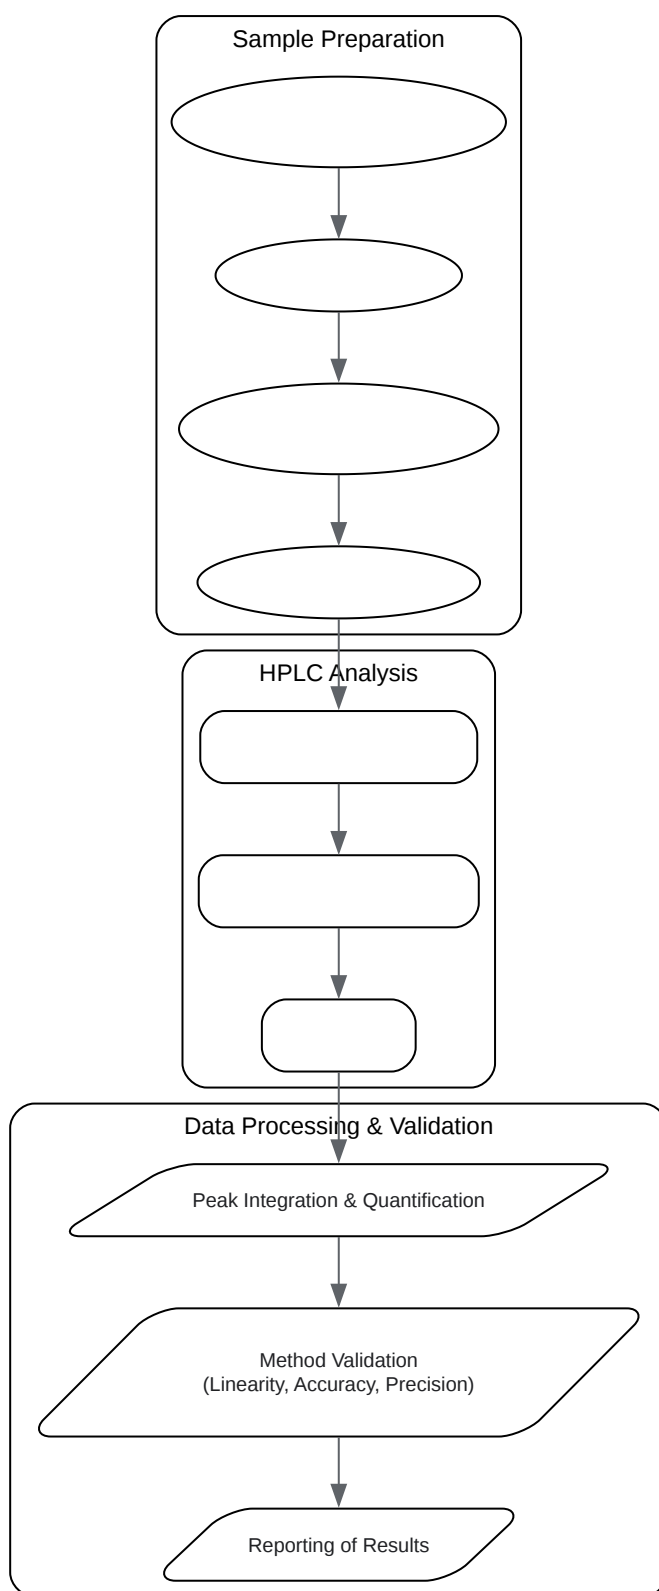 Sample Preparation
HPLC Analysis
Data Processing & Validation
Peak Integration & Quantification
Method Validation
(Linearity, Accuracy, Precision)
Reporting of Results